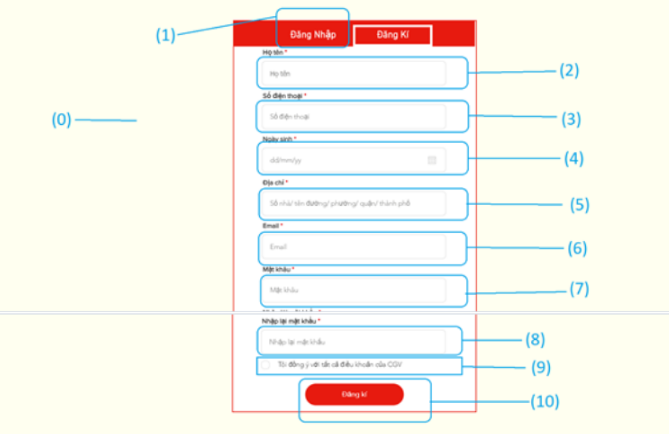 (1)
Đăng Nhập
Đăng Kí
Họ tên *
Họ tên
(2)
Số điện thoại *
Số điện thoại
(3)
(0)
Ngày sinh *
dd/mm/yy
(4)
Địa chỉ *
Số nhà/ tên đường/ phường/ quận/ thành phố
(5)
Email *
Email
(6)
Mật khẩu *
Mật khẩu
(7)
Nhập lại mật khẩu *
Nhập lại mật khẩu
(8)
Tôi đồng ý với tất cả điều khoản của CGV
(9)
Đăng kí
(10)